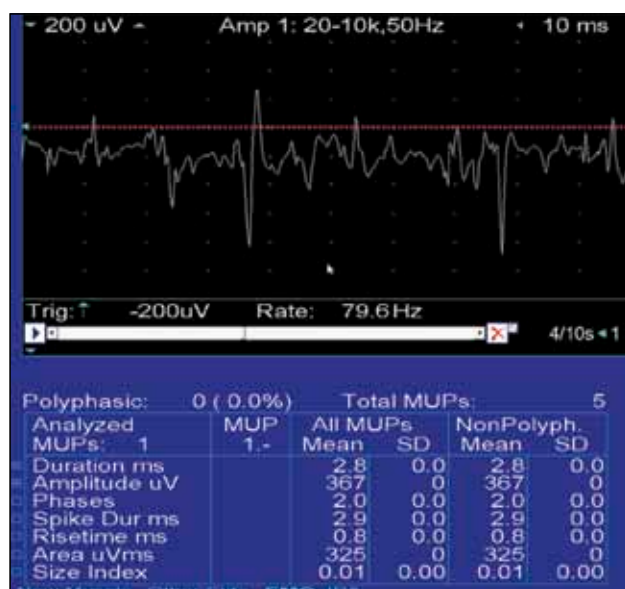 200 uV Amp 1: 20-10k,50Hz 10 ms
Trig: -200uV Rate: 79.6 Hz
4/10s 1
Polyphasic: 0 ( 0.0%) Total MUPs: 5
Analyzed MUP All MUPs NonPolyph.
MUPs: 1 1.- Mean SD Mean SD
Duration ms 2.8 0.0 2.8 0.0
Amplitude uV 367 0 367 0
Phases 2.0 0.0 2.0 0.0
Spike Dur ms 2.9 0.0 2.9 0.0
Risetime ms 0.8 0.0 0.8 0.0
Area uVms 325 0 325 0
Size Index 0.01 0.00 0.01 0.00